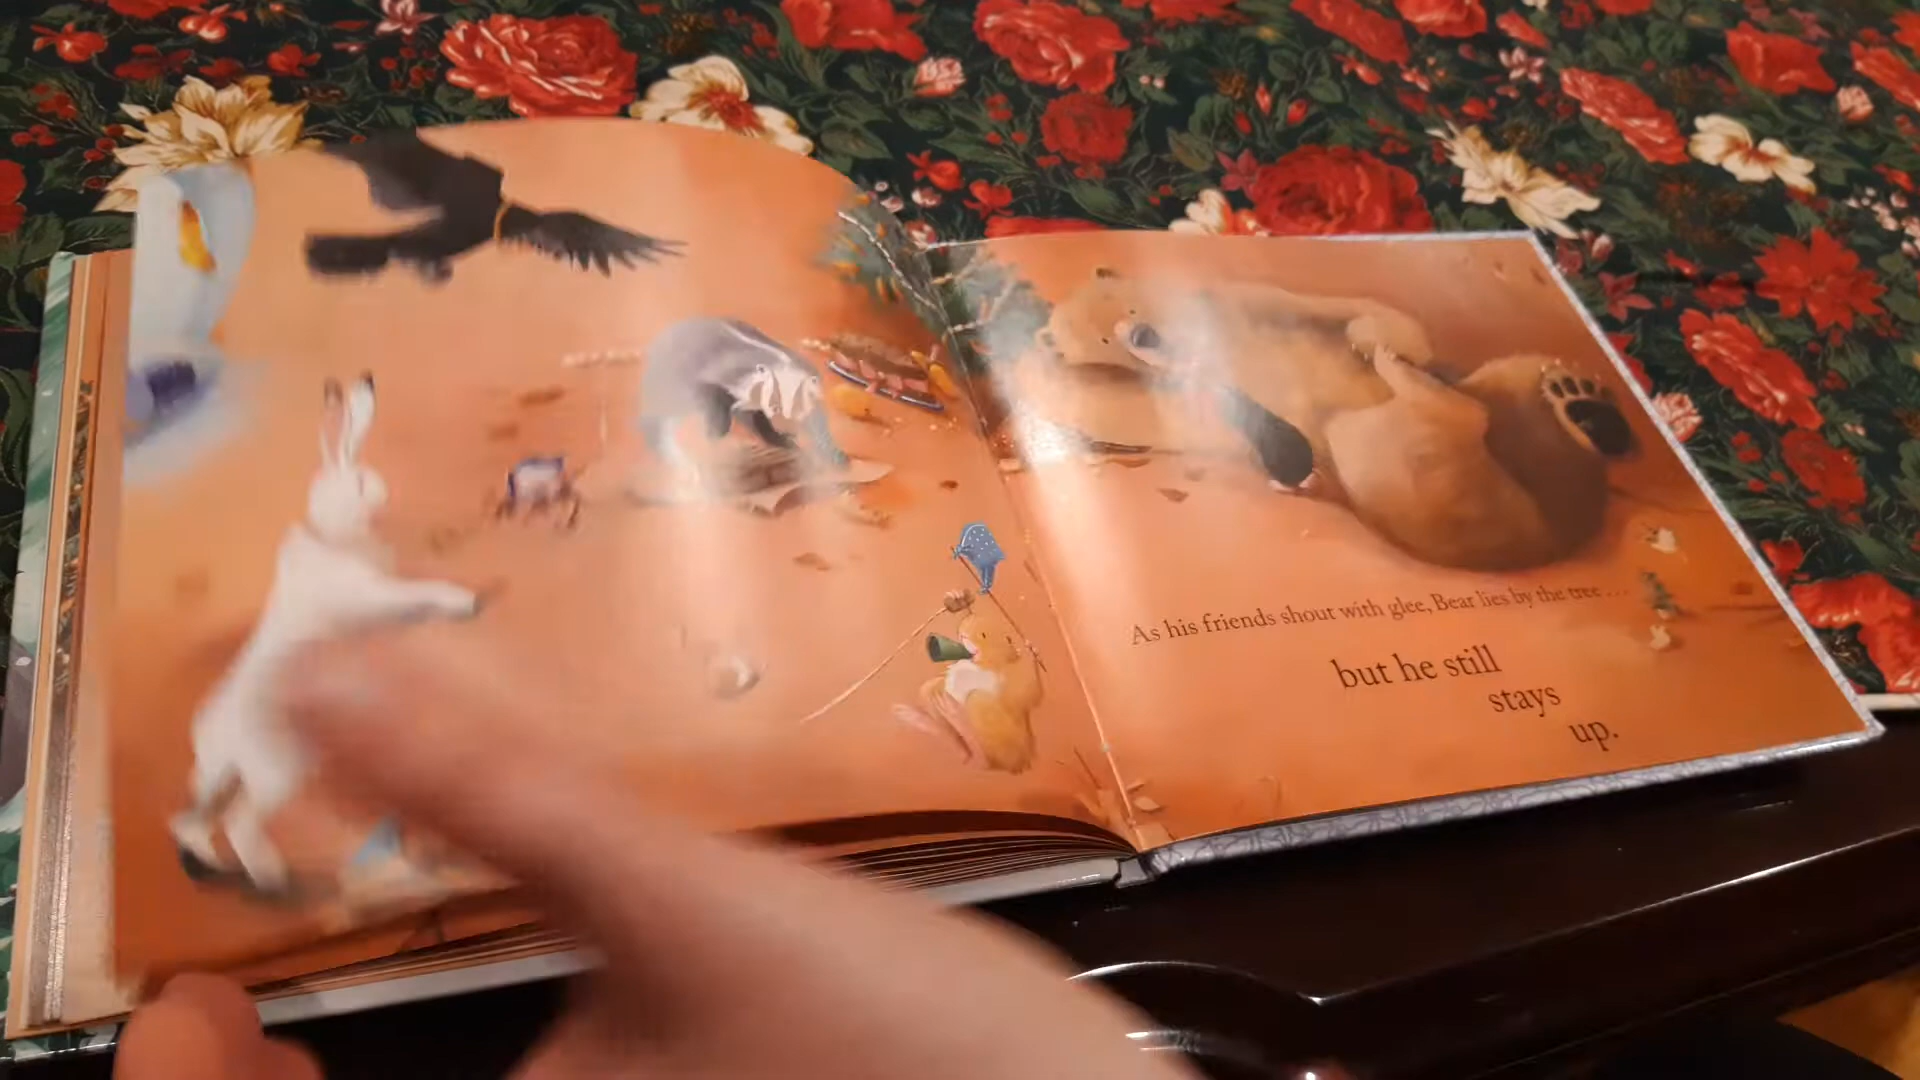 As his friends shout with glee, Bear lies by the tree . . .
but he still
stays
up.